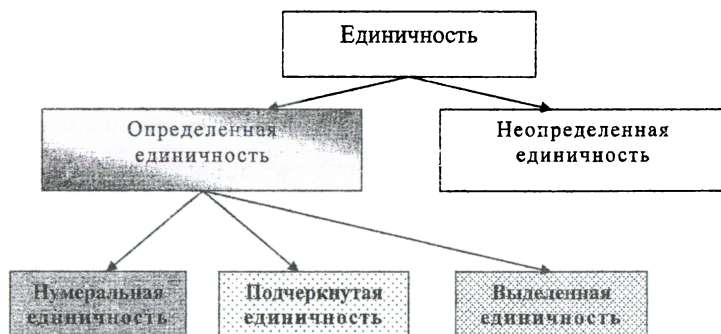 Единичность
Определенная
единичность
Неопределенная
единичность
Нумеральная
единичность
Подчеркнутая
единичность
Выделенная
единичность